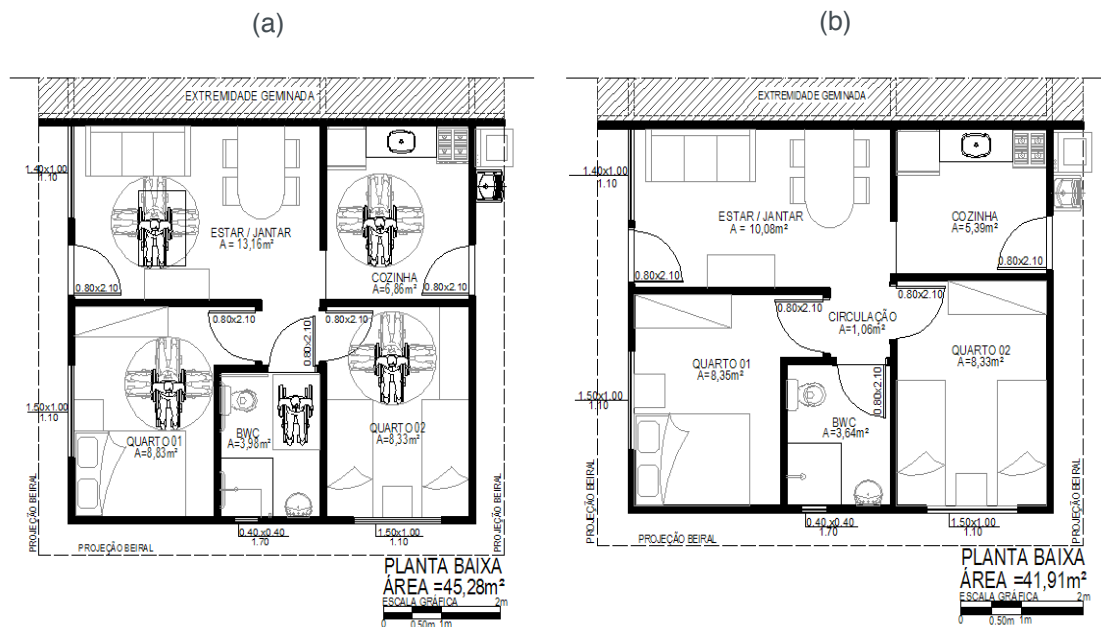 (a)
EXTREMIDADE GEMINADA
1.40x1.00
1.10
ESTAR / JANTAR
A = 13,16m²
COZINHA
A=6,86m²
0.80x2.10
0.80x2.10
0.80x2.10
0.80x2.10
0.80x2.10
1.50x1.00
1.10
QUARTO 01
A=8,83m²
BWC
A=3,98m²
QUARTO 02
A=8,33m²
PROJEÇÃO BEIRAL
PROJEÇÃO BEIRAL
0.40x0.40
1.70
1.50x1.00
1.10
PROJEÇÃO BEIRAL
PLANTA BAIXA
ÁREA =45,28m²
ESCALA GRÁFICA
2m
0
0.50m
1m
(b)
EXTREMIDADE GEMINADA
1.40x1.00
1.10
ESTAR / JANTAR
A = 10,08m²
COZINHA
A=5,39m²
0.80x2.10
0.80x2.10
0.80x2.10
0.80x2.10
CIRCULAÇÃO
A=1,06m²
0.80x2.10
QUARTO 01
A=8,35m²
QUARTO 02
A=8,33m²
1.50x1.00
1.10
BWC
A=3,64m²
PROJEÇÃO BEIRAL
PROJEÇÃO BEIRAL
0.40x0.40
1.70
1.50x1.00
1.10
PROJEÇÃO BEIRAL
PLANTA BAIXA
ÁREA =41,91m²
ESCALA GRÁFICA
2m
0
0.50m
1m